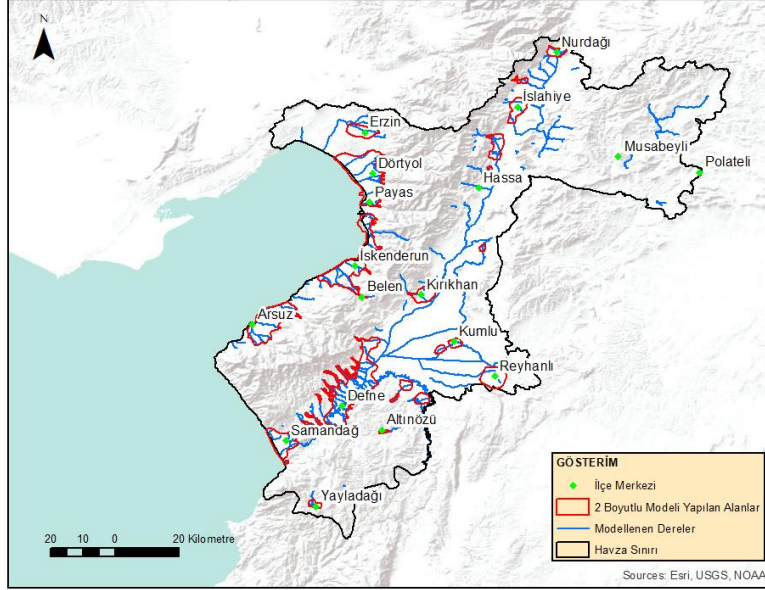 N
Nurdağı
İslahiye
Erzin
Musabeyli
Dörtyol
Polateli
Hassa
Payas
İskenderun
Belen
Kırıkhan
Arsuz
Kumlu
Reyhanlı
Defne
Altınözü
Samandağ
Yayladağı
GÖSTERİM
İlçe Merkezi
2 Boyutlu Modeli Yapılan Alanlar
Modellenen Dereler
Havza Sınırı
20 10 0 20 Kilometre
Sources: Esri, USGS, NOAA